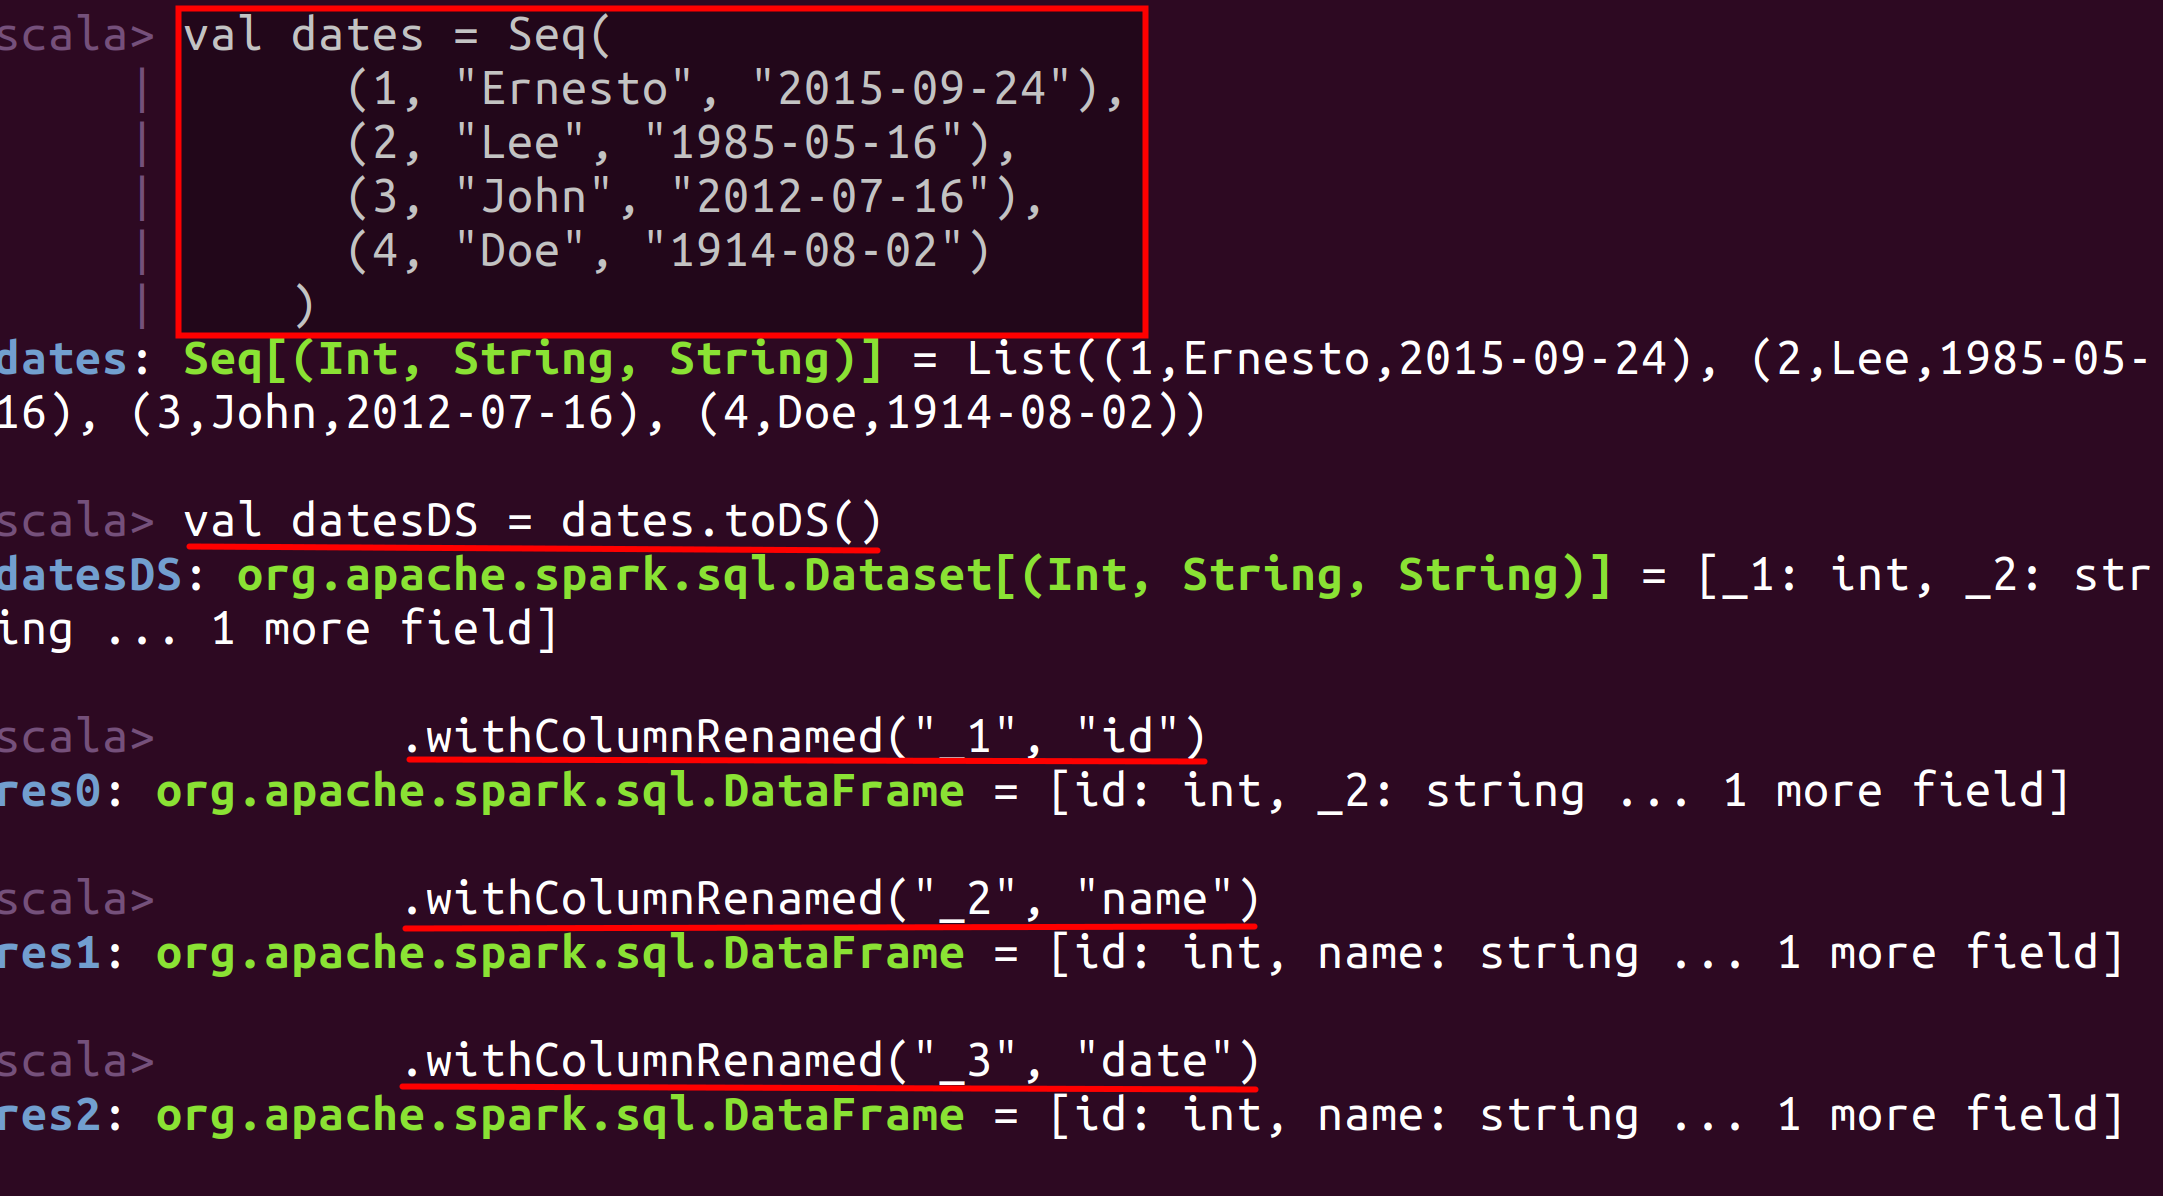 scala> val dates = Seq(
     |       (1, "Ernesto", "2015-09-24"),
     |       (2, "Lee", "1985-05-16"),
     |       (3, "John", "2012-07-16"),
     |       (4, "Doe", "1914-08-02")
     |     )
dates: Seq[(Int, String, String)] = List((1,Ernesto,2015-09-24), (2,Lee,1985-05-
16), (3,John,2012-07-16), (4,Doe,1914-08-02))
scala> val datesDS = dates.toDS()
datesDS: org.apache.spark.sql.Dataset[(Int, String, String)] = [_1: int, _2: str
ing ... 1 more field]
scala>         .withColumnRenamed("_1", "id")
res0: org.apache.spark.sql.DataFrame = [id: int, _2: string ... 1 more field]
scala>         .withColumnRenamed("_2", "name")
res1: org.apache.spark.sql.DataFrame = [id: int, name: string ... 1 more field]
scala>         .withColumnRenamed("_3", "date")
res2: org.apache.spark.sql.DataFrame = [id: int, name: string ... 1 more field]